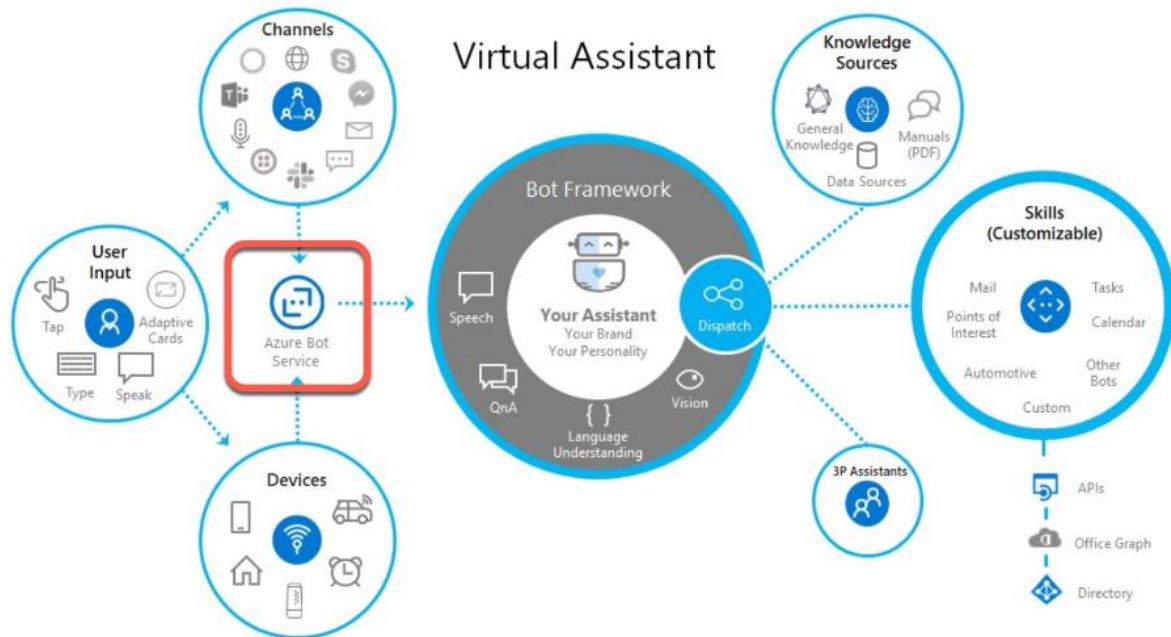 Virtual Assistant
Channels
User
Input
Tap
Adaptive
Cards
Type
Speak
Azure Bot
Service
Devices
Bot Framework
Speech
Your Assistant
Your Brand
Your Personality
Dispatch
QnA
{ }
Language
Understanding
Vision
Knowledge
Sources
General
Knowledge
Manuals
(PDF)
Data Sources
Skills
(Customizable)
Mail
Tasks
Points of
Interest
Calendar
Automotive
Other
Bots
Custom
3P Assistants
APIs
Office Graph
Directory